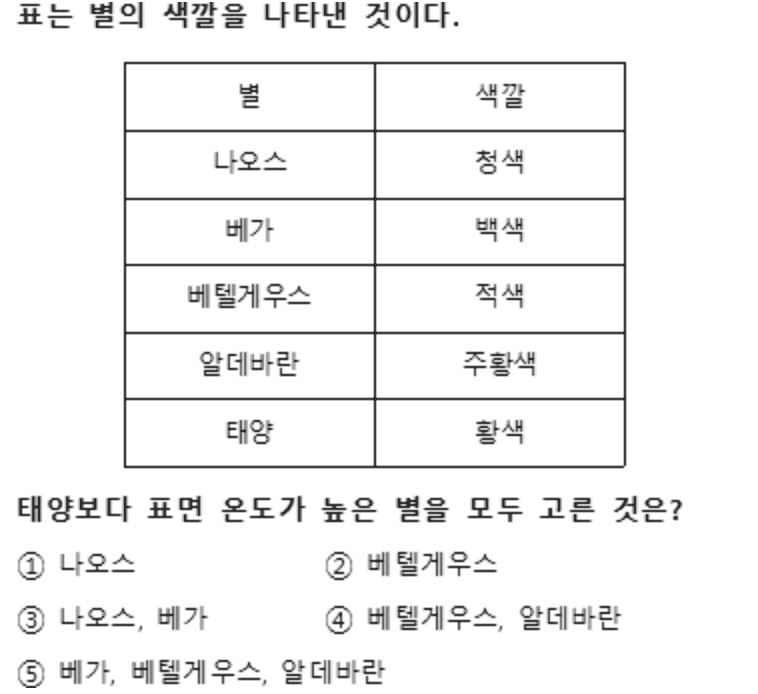 표는 별의 색깔을 나타낸 것이다.
별 색깔
나오스 청색
베가 백색
베텔게우스 적색
알데바란 주황색
태양 황색
태양보다 표면 온도가 높은 별을 모두 고른 것은?
① 나오스 ② 베텔게우스
③ 나오스, 베가 ④ 베텔게우스, 알데바란
⑤ 베가, 베텔게우스, 알데바란